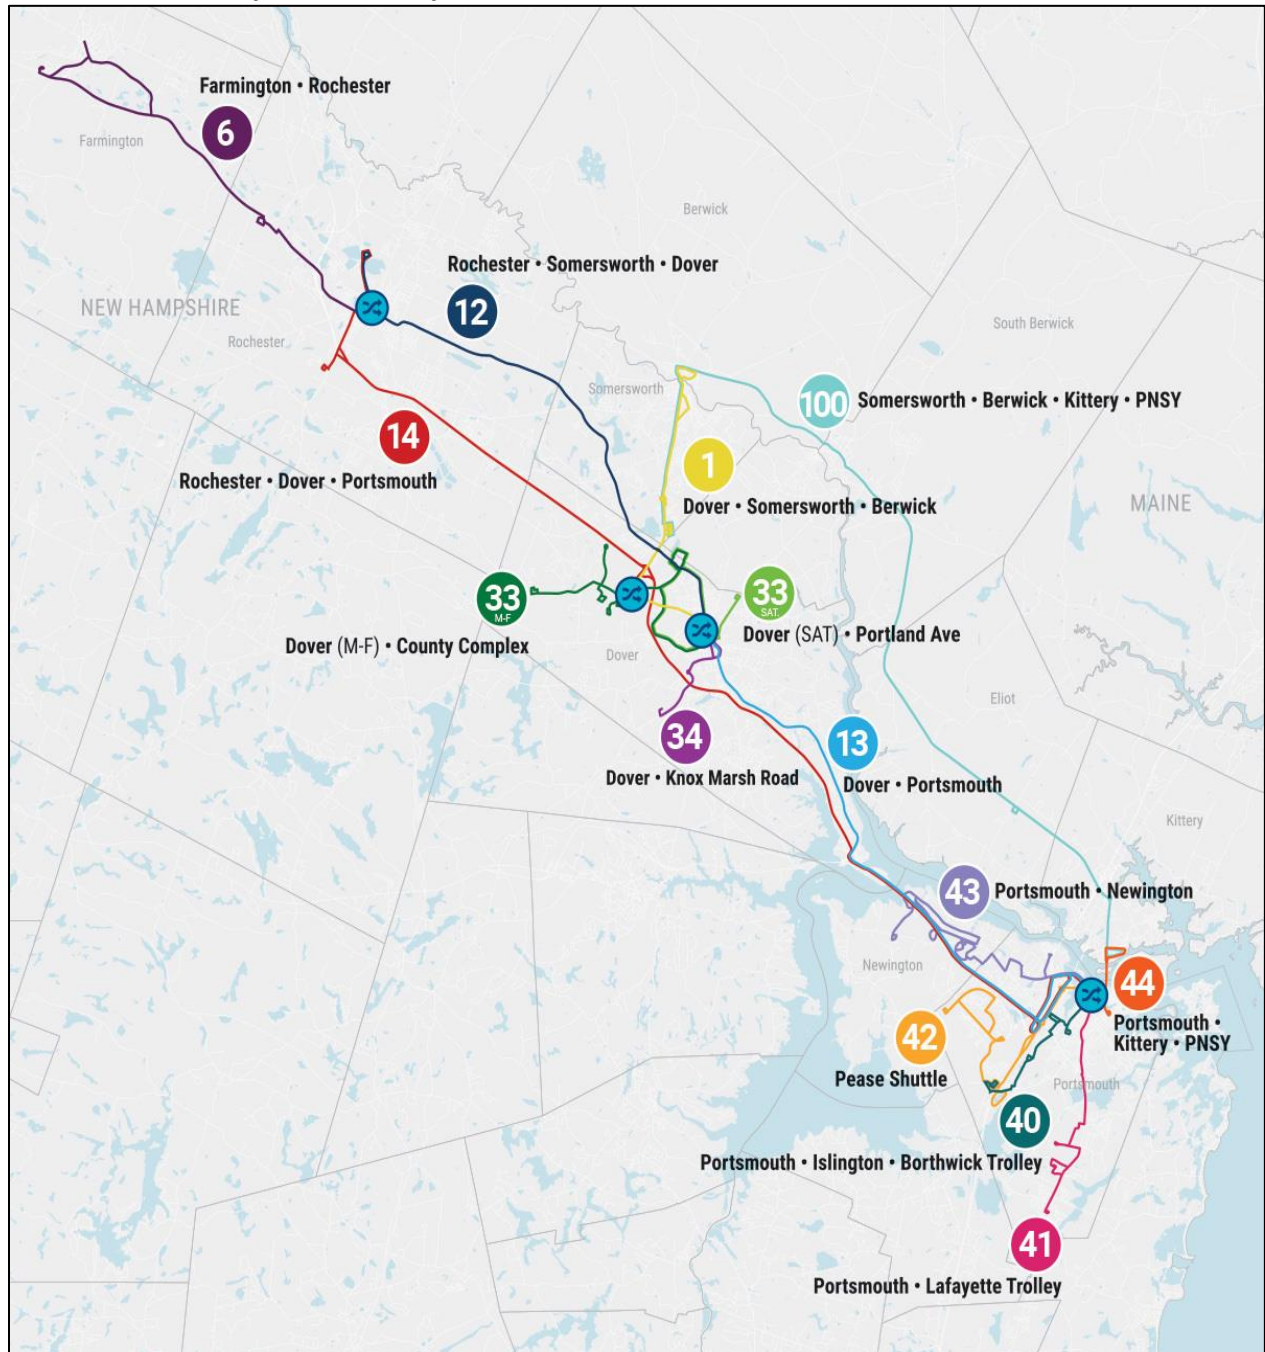 Farmington • Rochester
6
Farmington
Berwick
Rochester • Somersworth • Dover
NEW HAMPSHIRE
12
South Berwick
Rochester
Somersworth
100
Somersworth • Berwick • Kittery • PNSY
14
1
Rochester • Dover • Portsmouth
Dover • Somersworth • Berwick
MAINE
33
M-F
33
SAT.
Dover (M-F) • County Complex
Dover (SAT) • Portland Ave
Dover
Eliot
34
13
Dover • Knox Marsh Road
Dover • Portsmouth
Kittery
43
Portsmouth • Newington
Newington
44
Portsmouth •
Kittery • PNSY
42
Pease Shuttle
Portsmouth
40
Portsmouth • Islington • Borthwick Trolley
41
Portsmouth • Lafayette Trolley